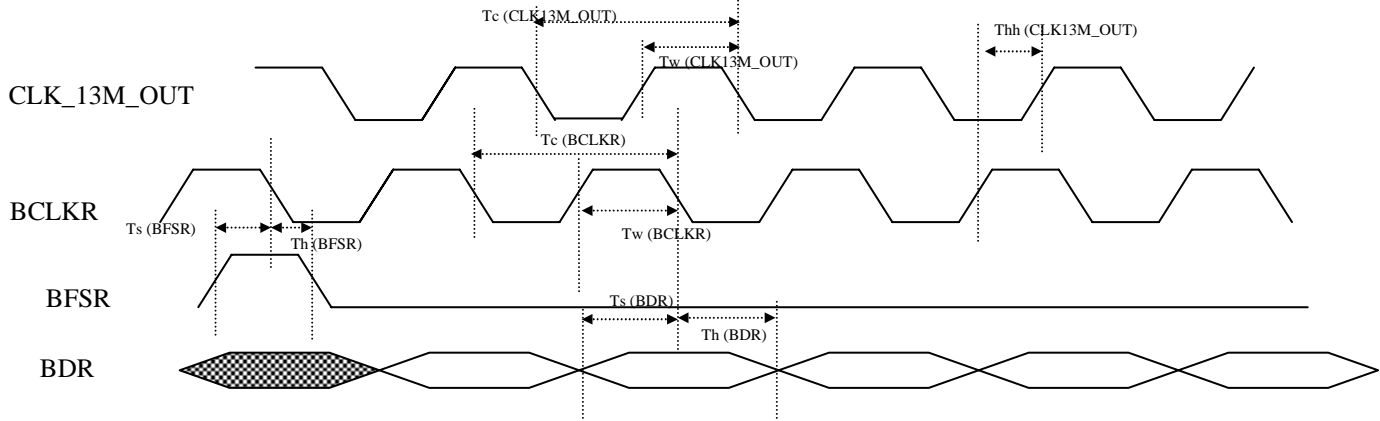 Tc (CLK13M_OUT)
Thh (CLK13M_OUT)
Tw (CLK13M_OUT)
CLK_13M_OUT
Tc (BCLKR)
BCLKR
Ts (BFSR)
Th (BFSR)
Tw (BCLKR)
BFSR
Ts (BDR)
Th (BDR)
BDR